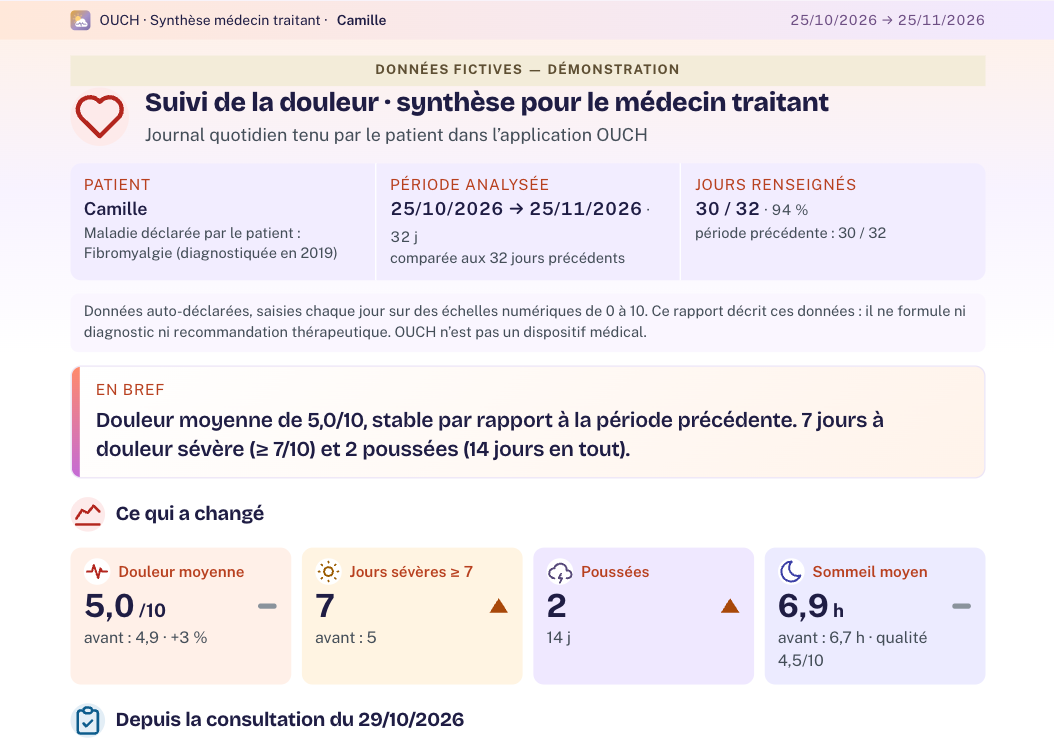 OUCH · Synthèse médecin traitant · Camille
25/10/2026 → 25/11/2026
DONNÉES FICTIVES — DÉMONSTRATION
Suivi de la douleur · synthèse pour le médecin traitant
Journal quotidien tenu par le patient dans l’application OUCH
PATIENT
Camille
Maladie déclarée par le patient :
Fibromyalgie (diagnostiquée en 2019)
PÉRIODE ANALYSÉE
25/10/2026 → 25/11/2026 ·
32 j
comparée aux 32 jours précédents
JOURS RENSEIGNÉS
30 / 32 · 94 %
période précédente : 30 / 32
Données auto-déclarées, saisies chaque jour sur des échelles numériques de 0 à 10. Ce rapport décrit ces données : il ne formule ni
diagnostic ni recommandation thérapeutique. OUCH n’est pas un dispositif médical.
EN BREF
Douleur moyenne de 5,0/10, stable par rapport à la période précédente. 7 jours à
douleur sévère (≥ 7/10) et 2 poussées (14 jours en tout).
Ce qui a changé
Douleur moyenne
5,0 /10
avant : 4,9 · +3 %
Jours sévères ≥ 7
7
avant : 5
Poussées
2
14 j
Sommeil moyen
6,9 h
avant : 6,7 h · qualité
4,5/10
Depuis la consultation du 29/10/2026